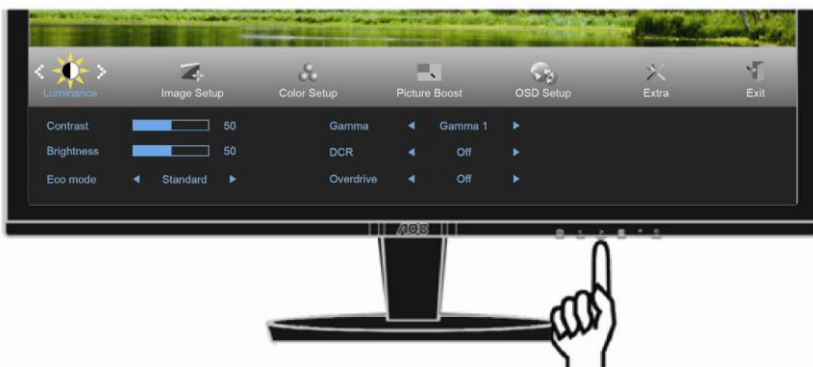 Luminance
Image Setup
Color Setup
Picture Boost
OSD Setup
Extra
Exit
Contrast 50 Gamma Gamma 1
Brightness 50 DCR Off
Eco mode Standard Overdrive Off
AOC